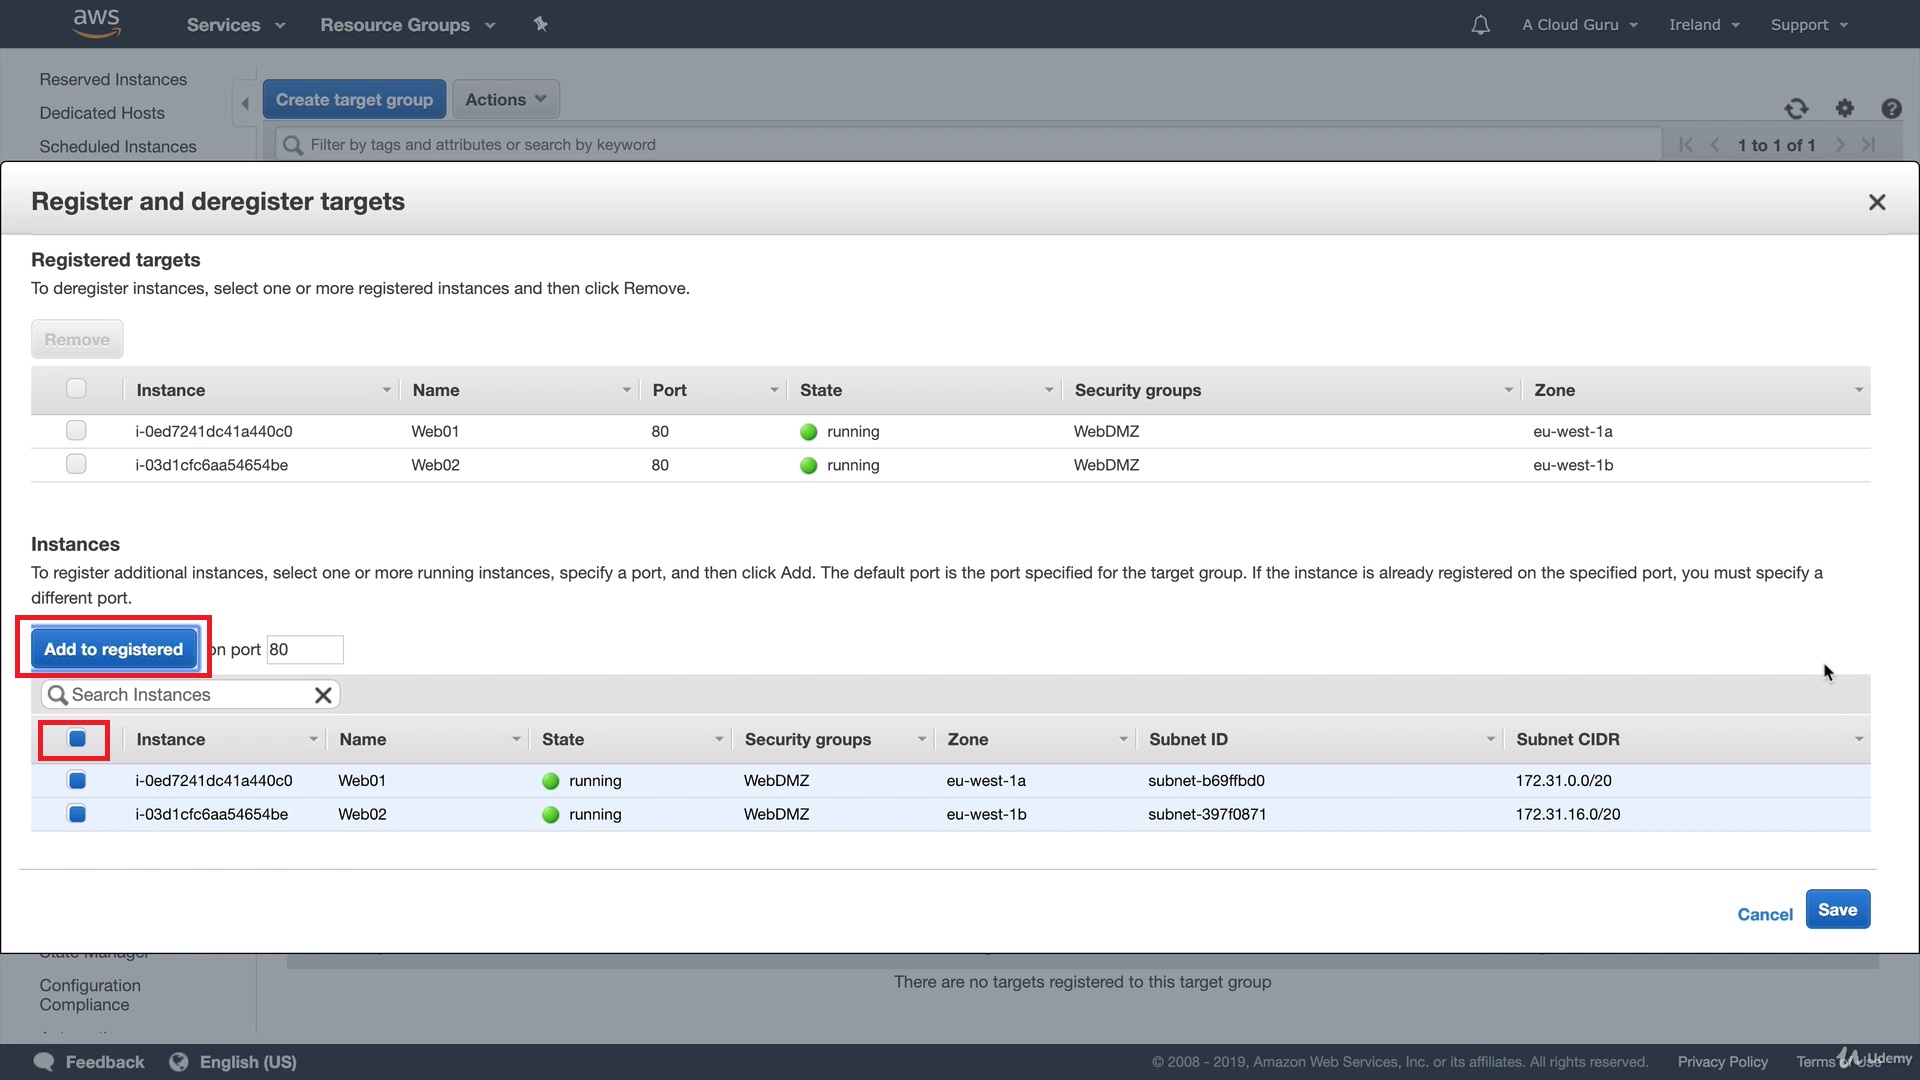 aws Services Resource Groups A Cloud Guru Ireland Support
Reserved Instances
Dedicated Hosts
Scheduled Instances
Create target group Actions
Filter by tags and attributes or search by keyword 1 to 1 of 1
Register and deregister targets
Registered targets
To deregister instances, select one or more registered instances and then click Remove.
Remove
Instance Name Port State Security groups Zone
i-0ed7241dc41a440c0 Web01 80 running WebDMZ eu-west-1a
i-03d1cfc6aa54654be Web02 80 running WebDMZ eu-west-1b
Instances
To register additional instances, select one or more running instances, specify a port, and then click Add. The default port is the port specified for the target group. If the instance is already registered on the specified port, you must specify a
different port.
Add to registered on port 80
Search Instances
Instance Name State Security groups Zone Subnet ID Subnet CIDR
i-0ed7241dc41a440c0 Web01 running WebDMZ eu-west-1a subnet-b69ffbd0 172.31.0.0/20
i-03d1cfc6aa54654be Web02 running WebDMZ eu-west-1b subnet-397f0871 172.31.16.0/20
Cancel Save
State Manager
Configuration
Compliance
There are no targets registered to this target group
Feedback English (US) © 2008 - 2019, Amazon Web Services, Inc. or its affiliates. All rights reserved. Privacy Policy Terms of Use
Udemy